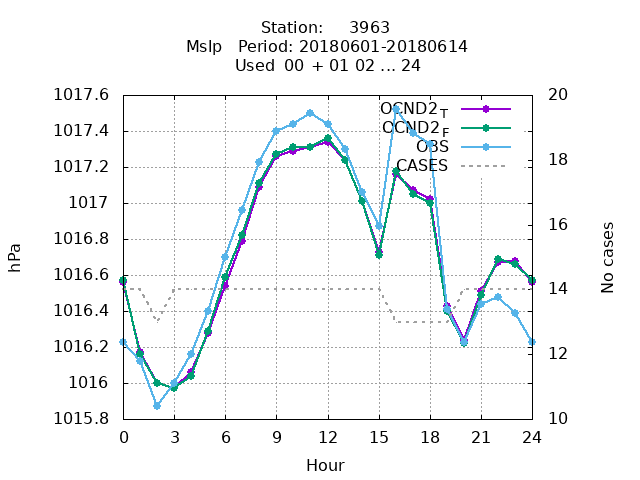 Station: 3963
Mslp Period: 20180601-20180614
Used 00 + 01 02 ... 24
1017.6
1017.4
1017.2
1017
1016.8
1016.6
1016.4
1016.2
1016
1015.8
hPa
OCND2T
OCND2F
OBS
CASES
20
18
16
14
12
10
No cases
0 3 6 9 12 15 18 21 24
Hour